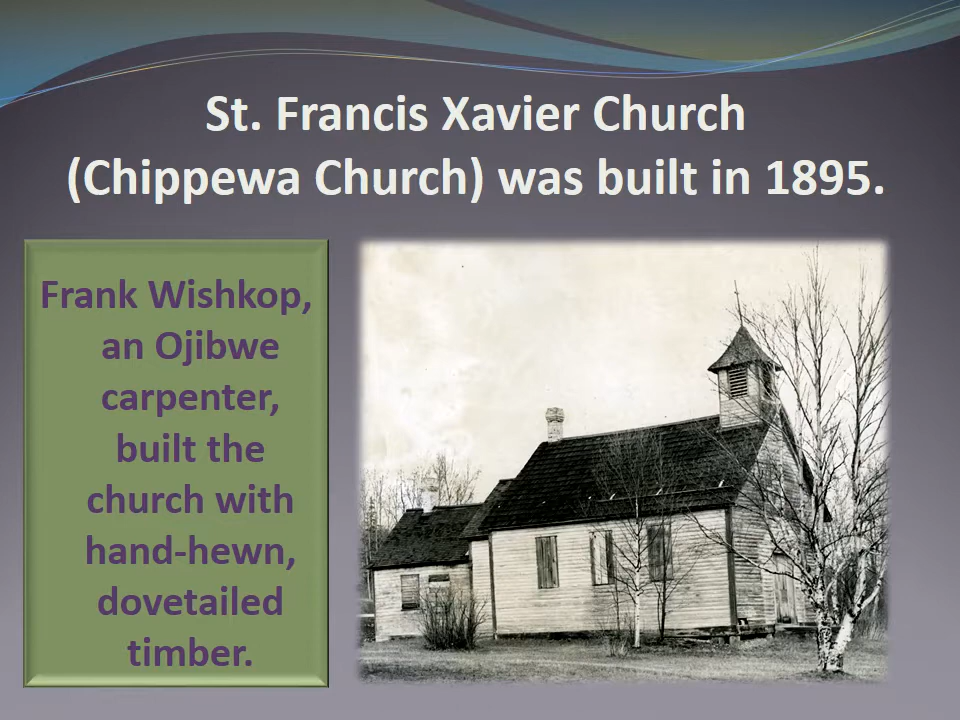 St. Francis Xavier Church
(Chippewa Church) was built in 1895.
Frank Wishkop,
an Ojibwe
carpenter,
built the
church with
hand-hewn,
dovetailed
timber.